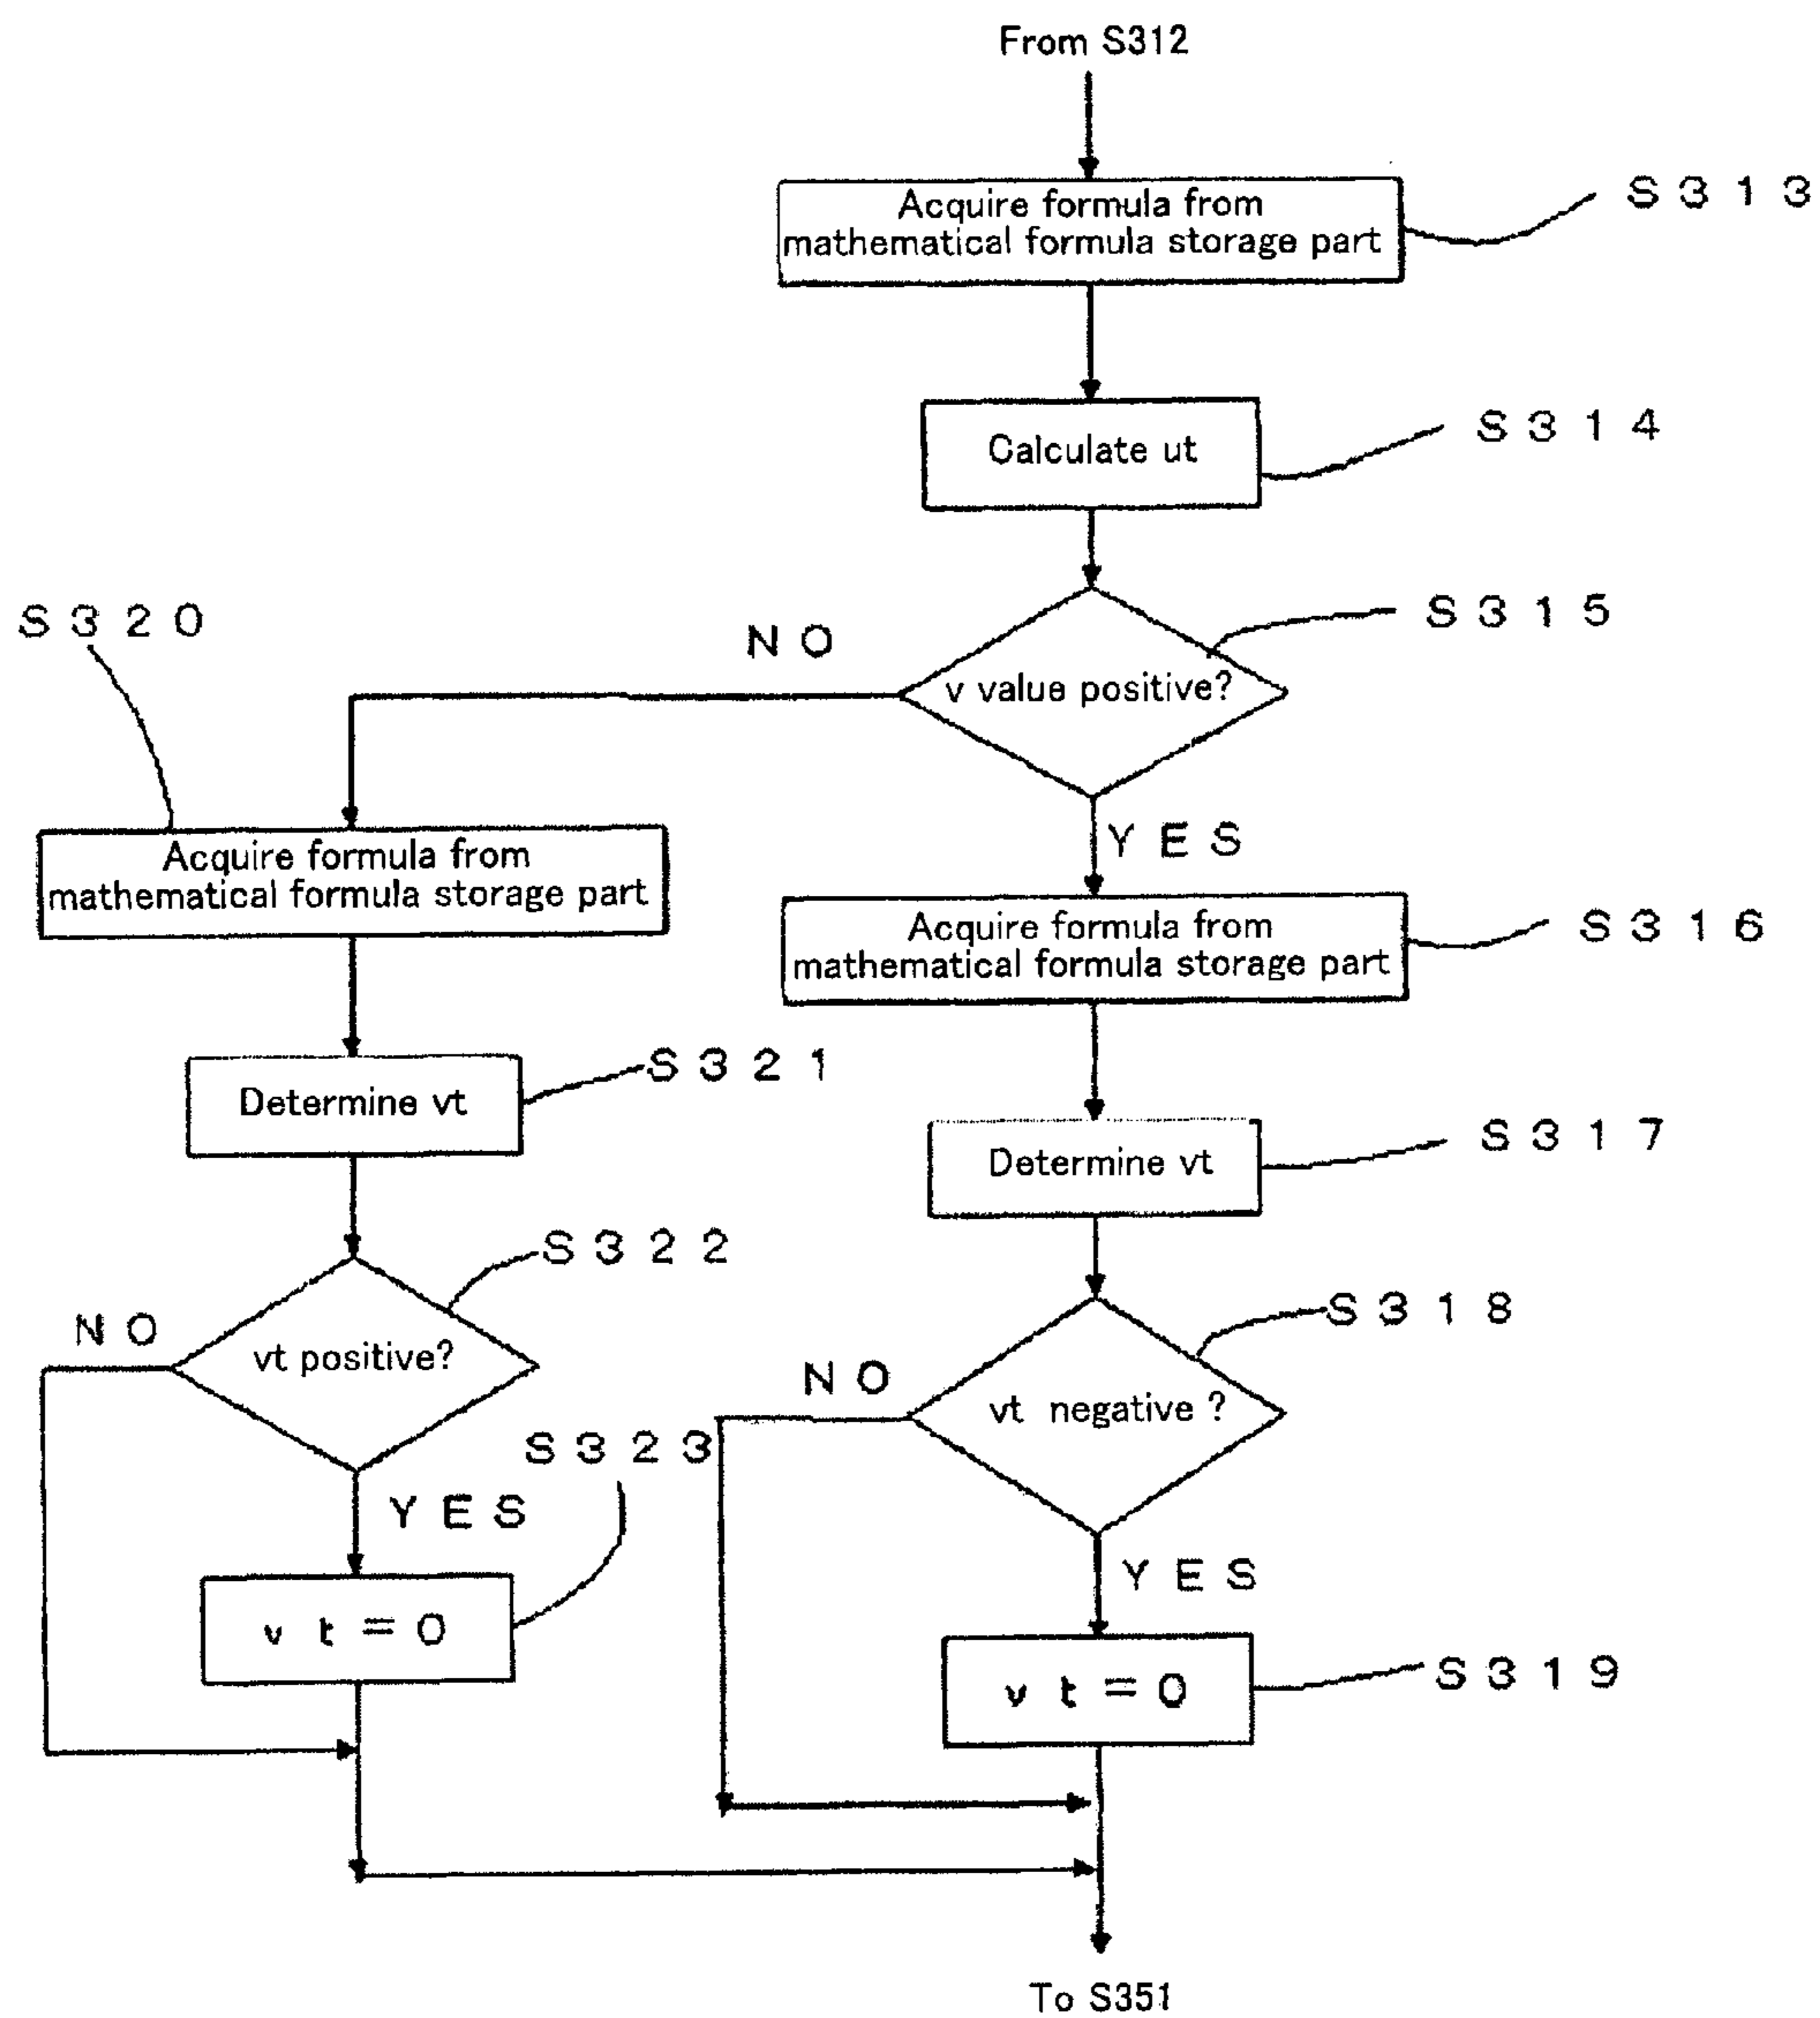 From S312
Acquire formula from
mathematical formula storage part
S313
Calculate ut
S314
v value positive?
S315
NO
YES
S320
Acquire formula from
mathematical formula storage part
Acquire formula from
mathematical formula storage part
S316
Determine vt
S321
Determine vt
S317
vt positive?
S322
NO
YES
vt negative ?
S318
NO
YES
S323
vt=0
vt=0
S319
To S351